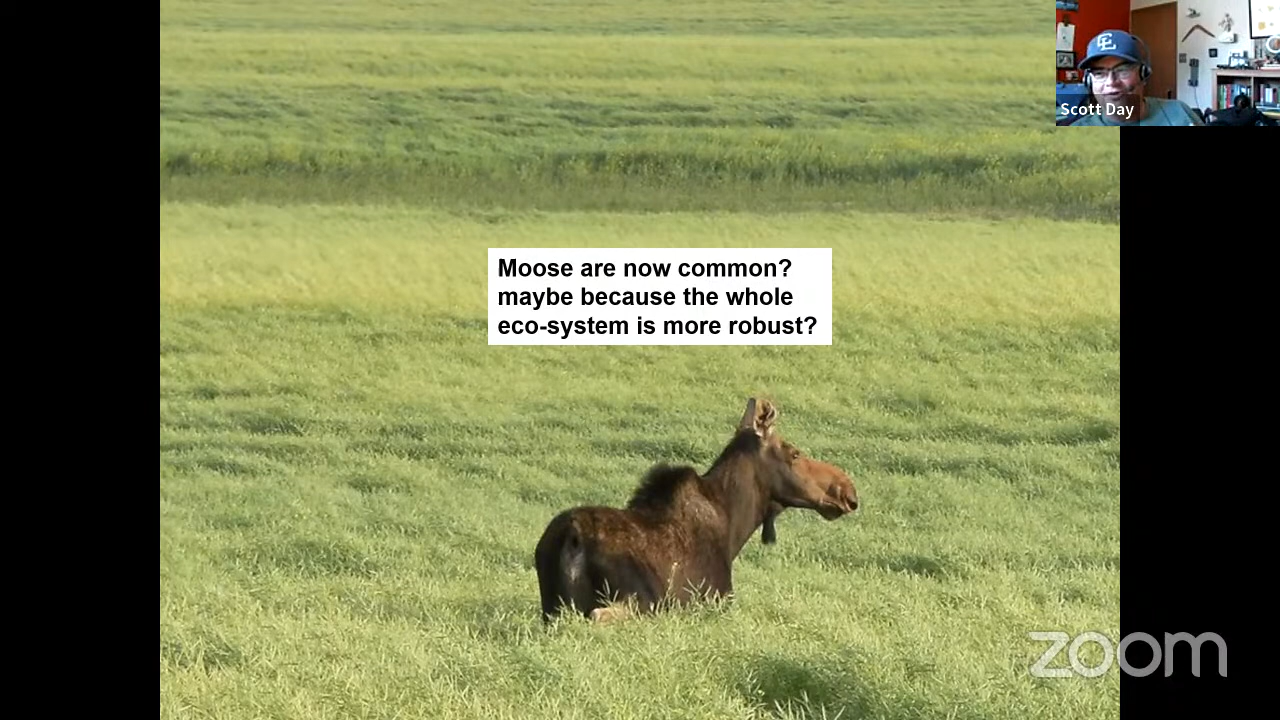 Scott Day
Moose are now common?
maybe because the whole
eco-system is more robust?
zoom